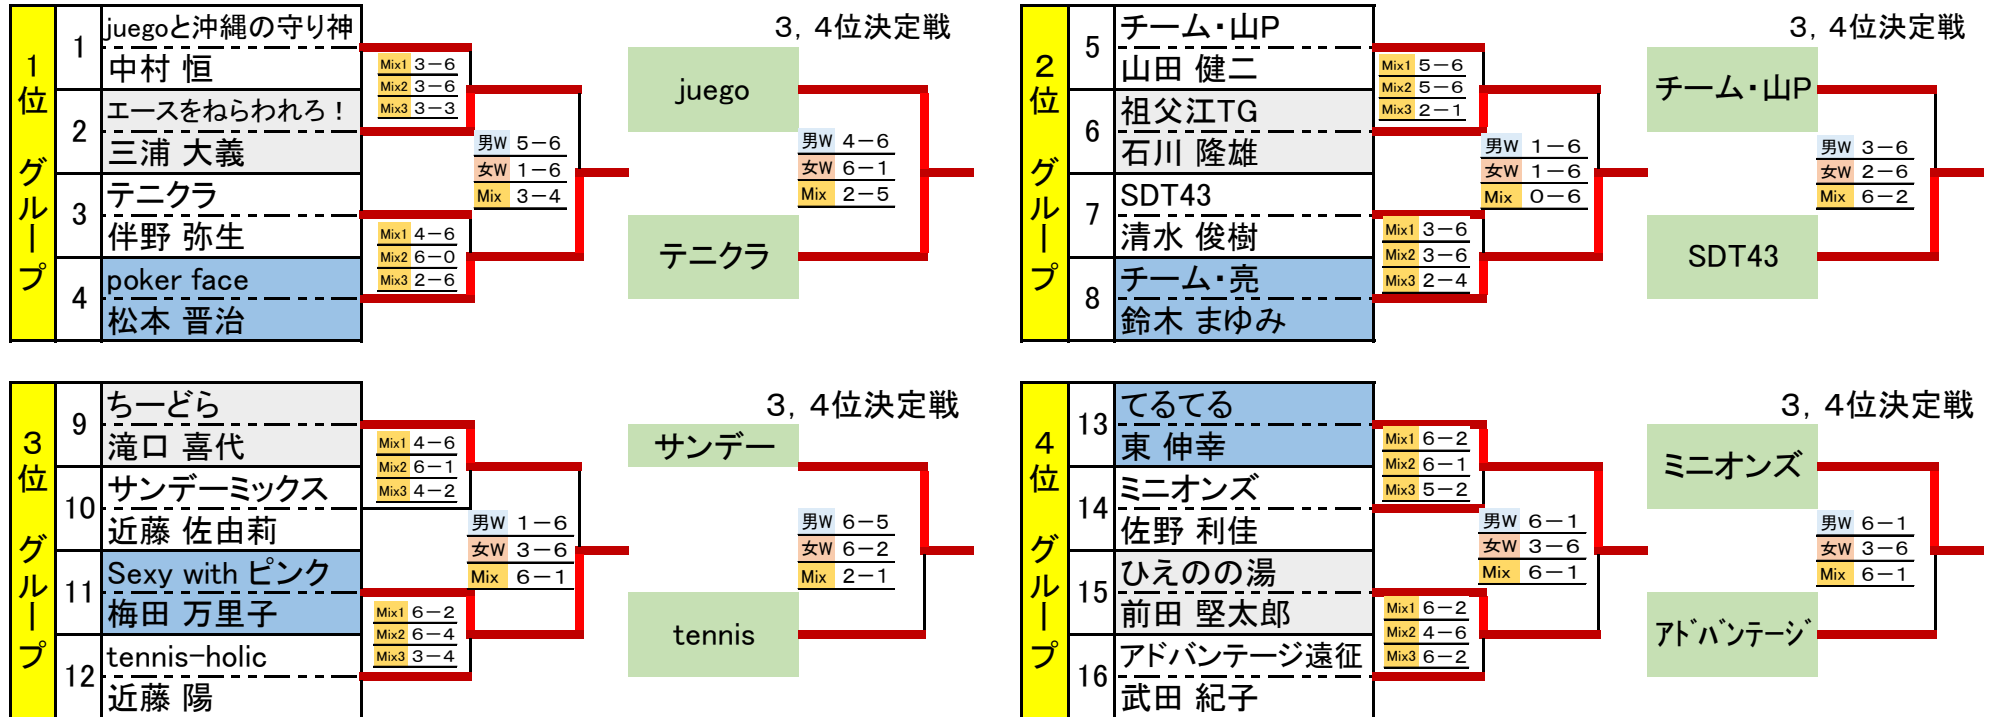 1位 グループ
1
juegoと沖縄の守り神
中村 恒
2
エースをねらわれろ！
三浦 大義
3
テニクラ
伴野 弥生
4
poker face
松本 晋治
Mix1 3－6
Mix2 3－6
Mix3 3－3
Mix1 4－6
Mix2 6－0
Mix3 2－6
男W 5－6
女W 1－6
Mix 3－4
3，4位決定戦
juego
テニクラ
男W 4－6
女W 6－1
Mix 2－5
2位 グループ
5
チーム・山P
山田 健二
6
祖父江TG
石川 隆雄
7
SDT43
清水 俊樹
8
チーム・亮
鈴木 まゆみ
Mix1 5－6
Mix2 5－6
Mix3 2－1
Mix1 3－6
Mix2 3－6
Mix3 2－4
男W 1－6
女W 1－6
Mix 0－6
3，4位決定戦
チーム・山P
SDT43
男W 3－6
女W 2－6
Mix 6－2
3位 グループ
9
ちーどら
滝口 喜代
10
サンデーミックス
近藤 佐由莉
11
Sexy with ピンク
梅田 万里子
12
tennis-holic
近藤 陽
Mix1 4－6
Mix2 6－1
Mix3 4－2
Mix1 6－2
Mix2 6－4
Mix3 3－4
男W 1－6
女W 3－6
Mix 6－1
3，4位決定戦
サンデー
tennis
男W 6－5
女W 6－2
Mix 2－1
4位 グループ
13
てるてる
東 伸幸
14
ミニオンズ
佐野 利佳
15
ひえのの湯
前田 堅太郎
16
アドバンテージ遠征
武田 紀子
Mix1 6－2
Mix2 6－1
Mix3 5－2
Mix1 6－2
Mix2 4－6
Mix3 6－2
男W 6－1
女W 3－6
Mix 6－1
3，4位決定戦
ミニオンズ
ｱﾄﾞﾊﾞﾝﾃｰｼﾞ
男W 6－1
女W 3－6
Mix 6－1